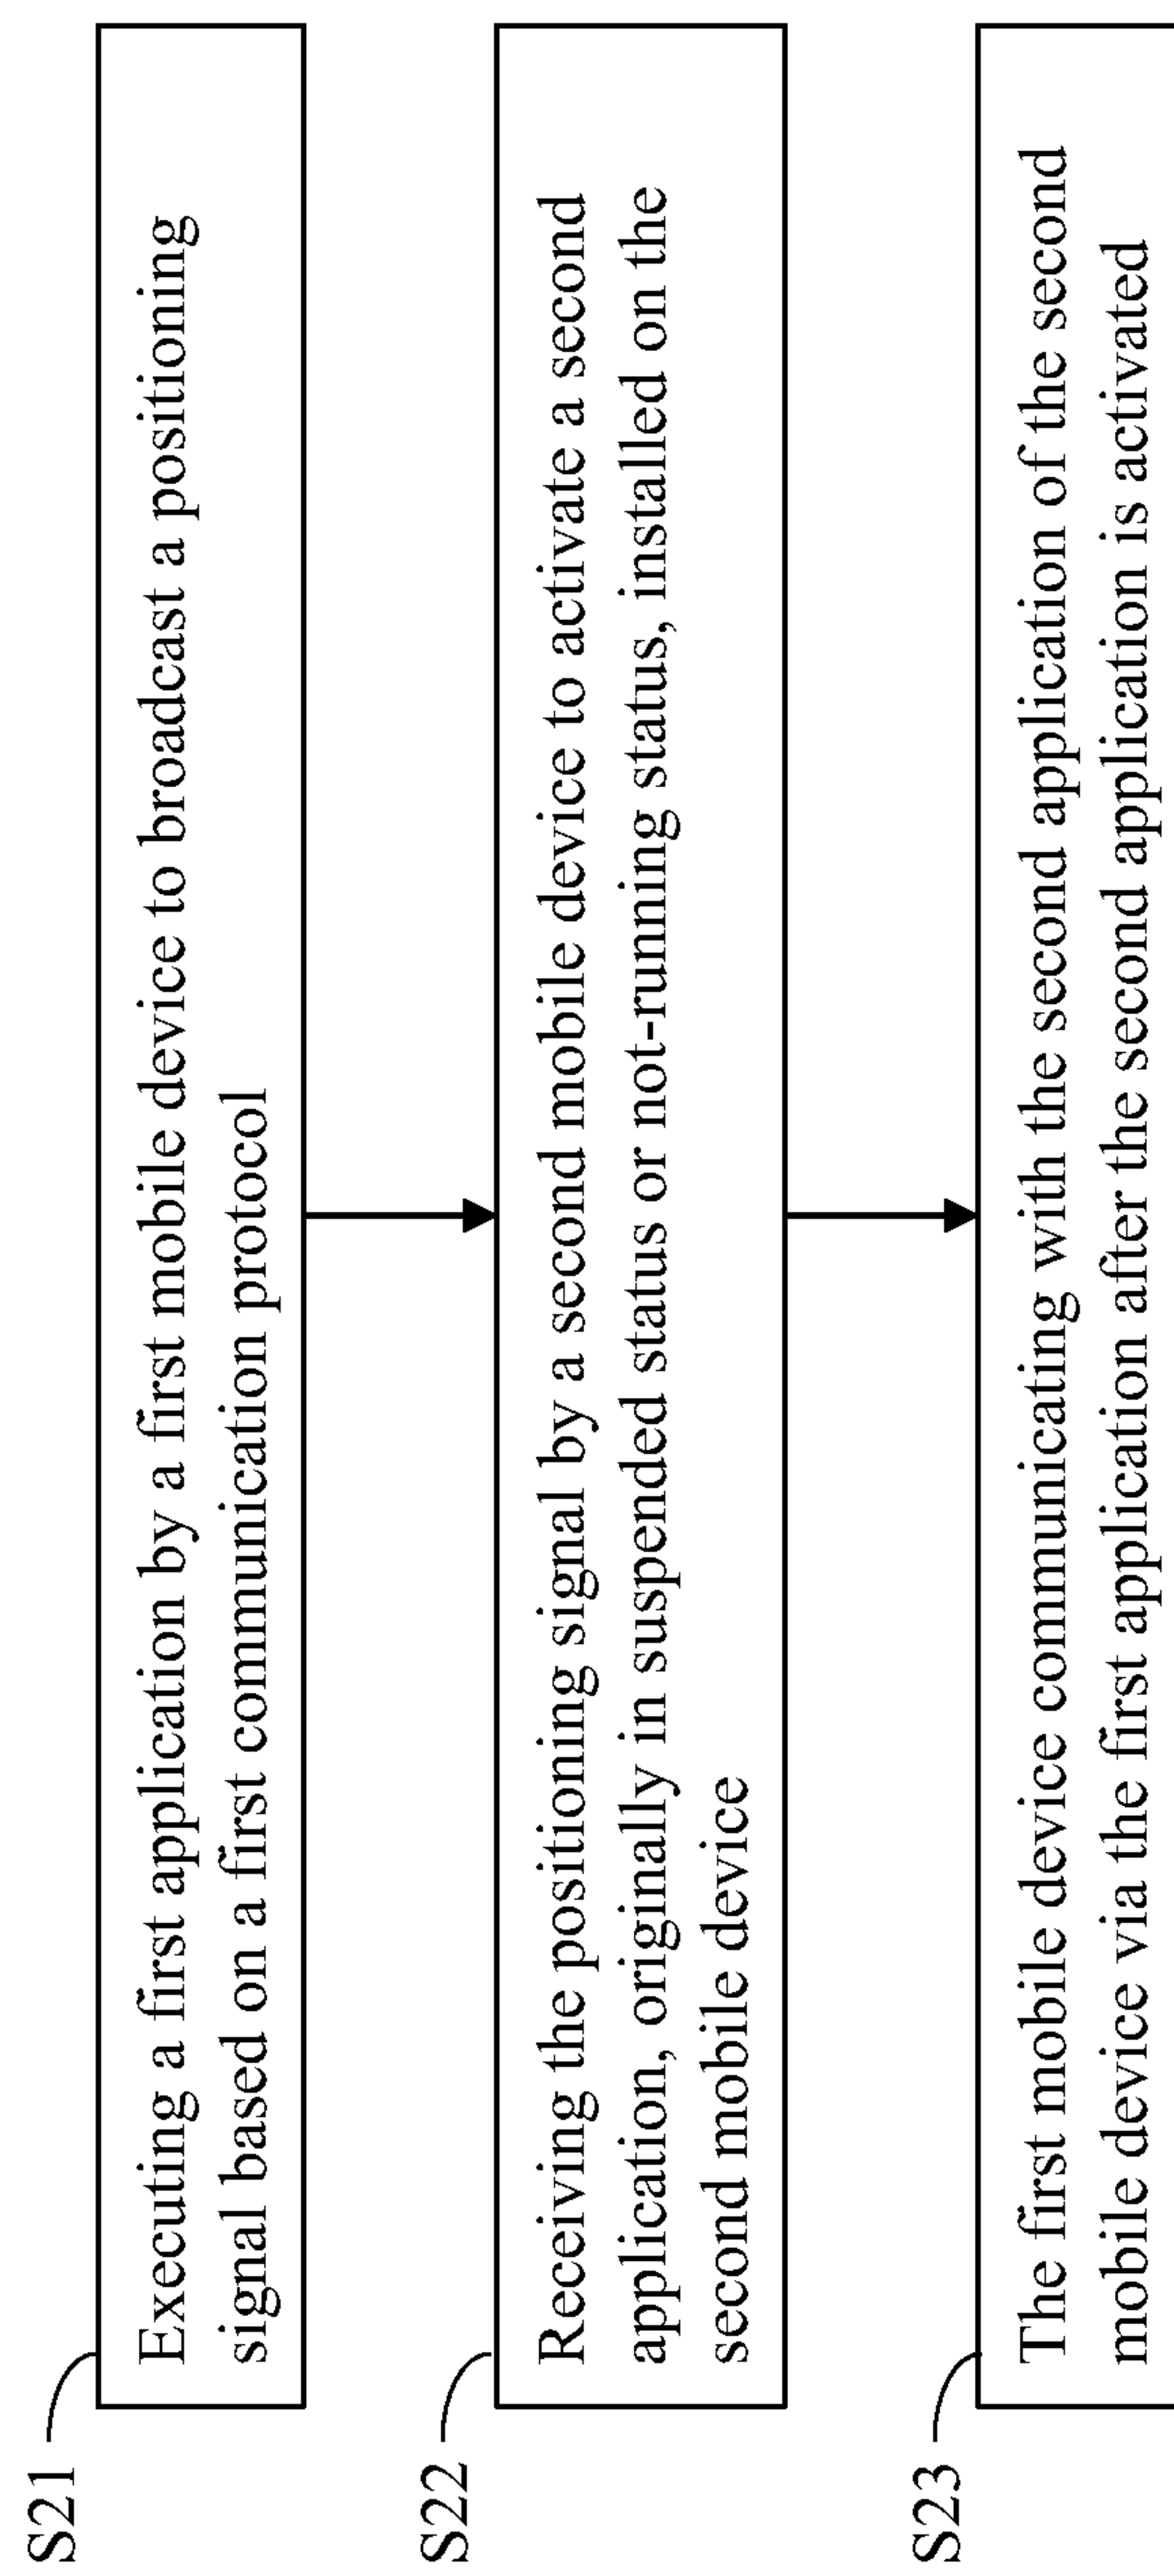 S21
Executing a first application by a first mobile device to broadcast a positioning
signal based on a first communication protocol
S22
Receiving the positioning signal by a second mobile device to activate a second
application, originally in suspended status or not-running status, installed on the
second mobile device
S23
The first mobile device communicating with the second application of the second
mobile device via the first application after the second application is activated